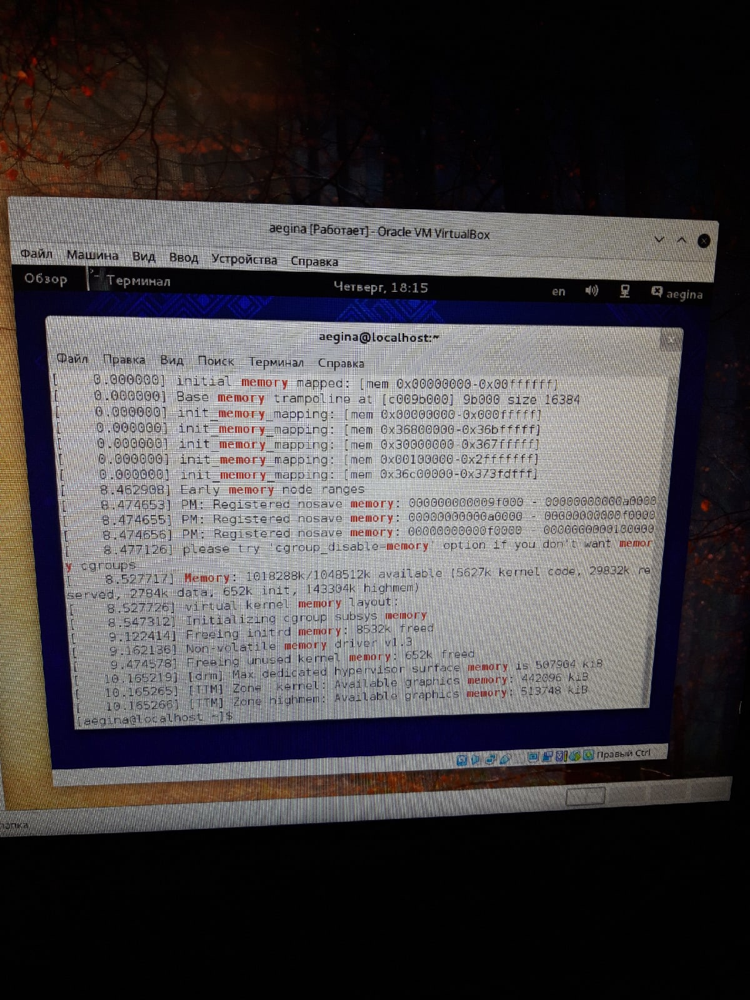 aegina [Работает] - Oracle VM VirtualBox
Файл Машина Вид Ввод Устройства Справка
Обзор Терминал Четверг, 18:15 en aegina
aegina@localhost:~
Файл Правка Вид Поиск Терминал Справка
[ 0.000000] initial memory mapped: [mem 0x00000000-0x00ffffff]
[ 0.000000] Base memory trampoline at [c009b000] 9b000 size 16384
[ 0.000000] init_memory_mapping: [mem 0x00000000-0x000fffff]
[ 0.000000] init_memory_mapping: [mem 0x36800000-0x36bfffff]
[ 0.000000] init_memory_mapping: [mem 0x30000000-0x367fffff]
[ 0.000000] init_memory_mapping: [mem 0x00100000-0x2fffffff]
[ 0.000000] init_memory_mapping: [mem 0x36c00000-0x373fdfff]
[ 8.462908] Early memory node ranges
[ 8.474653] PM: Registered nosave memory: 000000000009f000 - 00000000000a0000
[ 8.474655] PM: Registered nosave memory: 00000000000a0000 - 00000000000f0000
[ 8.474656] PM: Registered nosave memory: 00000000000f0000 - 0000000000100000
[ 8.477126] please try 'cgroup_disable=memory' option if you don't want memor
y cgroups
[ 8.527717] Memory: 1018288k/1048512k available (5627k kernel code, 29832k re
served, 2784k data, 652k init, 143304k highmem)
[ 8.527726] virtual kernel memory layout:
[ 8.547312] Initializing cgroup subsys memory
[ 9.122414] Freeing initrd memory: 8532k freed
[ 9.162136] Non-volatile memory driver v1.3
[ 9.474578] Freeing unused kernel memory: 652k freed
[ 10.165219] [drm] Max dedicated hypervisor surface memory is 507904 kiB
[ 10.165265] [TTM] Zone kernel: Available graphics memory: 442096 kiB
[ 10.165266] [TTM] Zone highmem: Available graphics memory: 513748 kiB
[aegina@localhost ~]$
Правый Ctrl
папка